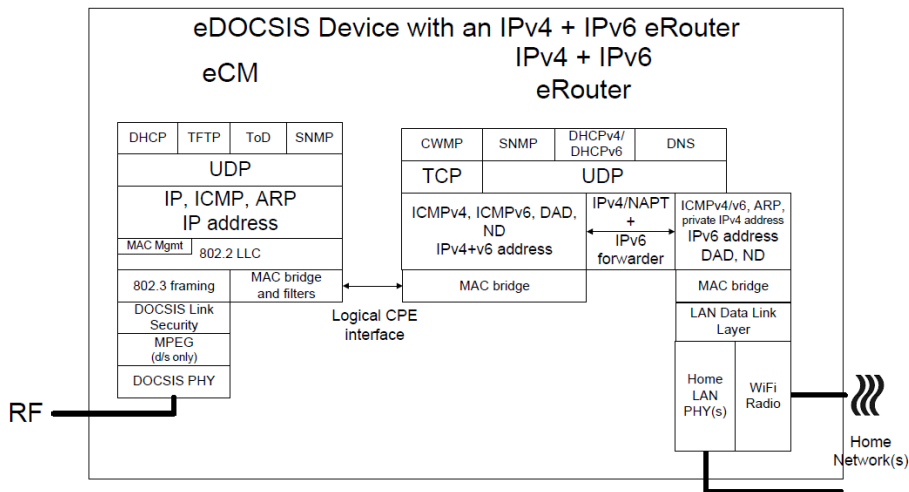 eDOCSIS Device with an IPv4 + IPv6 eRouter
IPv4 + IPv6
eCM
eRouter
DHCP
TFTP
ToD
SNMP
UDP
IP, ICMP, ARP
IP address
MAC Mgmt
802.2 LLC
802.3 framing
MAC bridge
and filters
DOCSIS Link
Security
MPEG
(d/s only)
DOCSIS PHY
RF
Logical CPE
interface
CWMP
SNMP
DHCPv4/
DHCPv6
DNS
TCP
UDP
ICMPv4, ICMPv6, DAD,
ND
IPv4+v6 address
IPv4/NAPT
+
IPv6
forwarder
ICMPv4/v6, ARP,
private IPv4 address
IPv6 address
DAD, ND
MAC bridge
MAC bridge
LAN Data Link
Layer
Home
LAN
PHY(s)
WiFi
Radio
Home
Network(s)